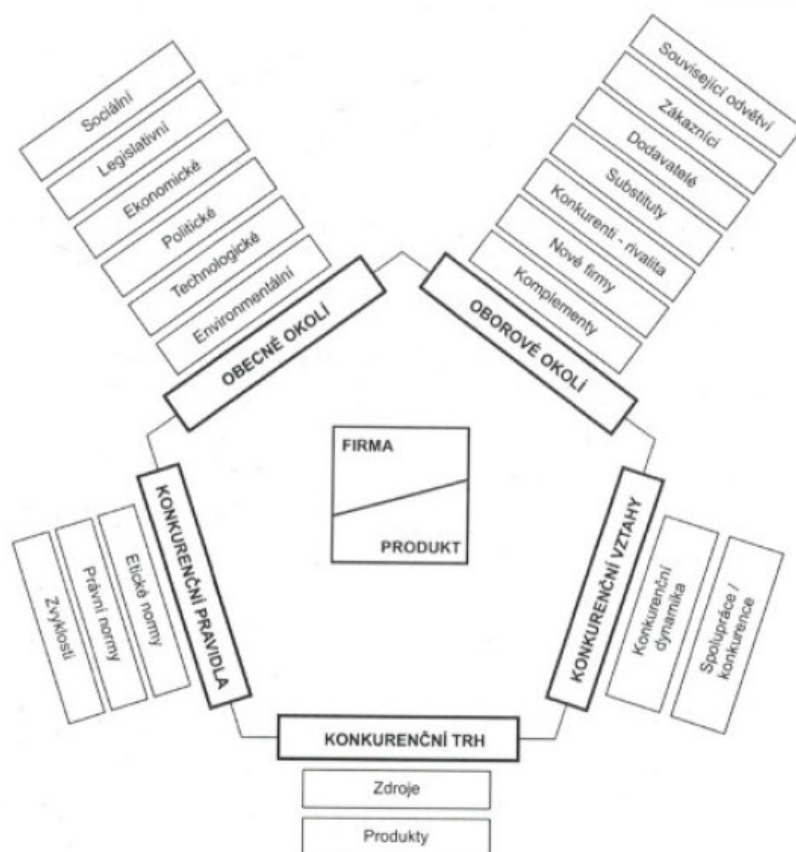 Sociální
Legislativní
Ekonomické
Politické
Technologické
Environmentální
OBECNÉ OKOLÍ
Související odvětví
Zákazníci
Dodavatelé
Substituty
Konkurenti - rivalita
Nové firmy
Komplementy
OBOROVÉ OKOLÍ
FIRMA
PRODUKT
KONKURENČNÍ PRAVIDLA
Etické normy
Právní normy
Zvyklosti
KONKURENČNÍ VZTAHY
Konkurenční
dynamika
Spolupráce /
konkurence
KONKURENČNÍ TRH
Zdroje
Produkty